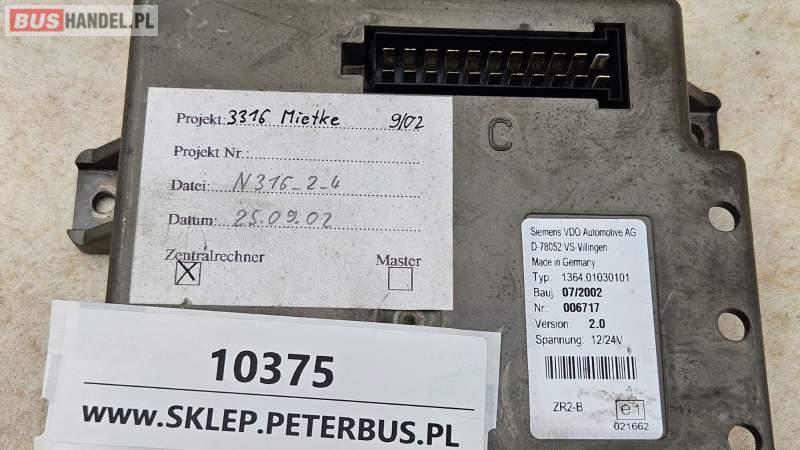 BUSHANDEL.PL
C
Projekt: 3316 Mietke 9/02
Projekt Nr.:
Datei: N316_2_4
Datum: 25.09.02
Zentralrechner
Master
X
10375
www.SKLEP.PETERBUS.PL
Siemens VDO Automotive AG
D-78052 VS-Villingen
Made in Germany
Typ: 1364.01030101
Bauj.: 07/2002
Nr.: 006717
Version: 2.0
Spannung: 12/24V
ZR2-B e1
021662